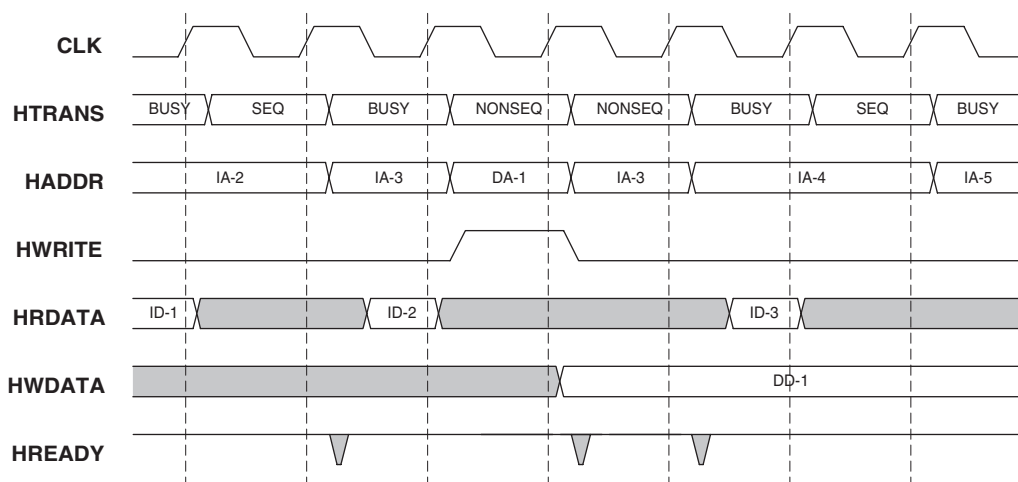 CLK
HTRANS BUSY SEQ BUSY NONSEQ NONSEQ BUSY SEQ BUSY
HADDR IA-2 IA-3 DA-1 IA-3 IA-4 IA-5
HWRITE
HRDATA ID-1 ID-2 ID-3
HWDATA DD-1
HREADY